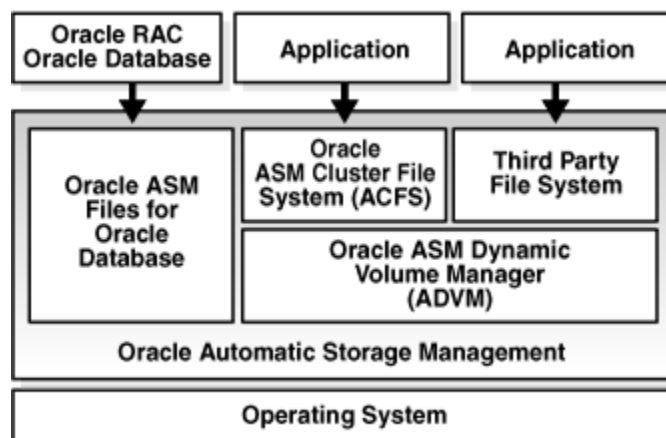 Oracle RAC
Oracle Database
Application
Application
Oracle ASM
Files for
Oracle
Database
Oracle
ASM Cluster File
System (ACFS)
Third Party
File System
Oracle ASM Dynamic
Volume Manager
(ADVM)
Oracle Automatic Storage Management
Operating System